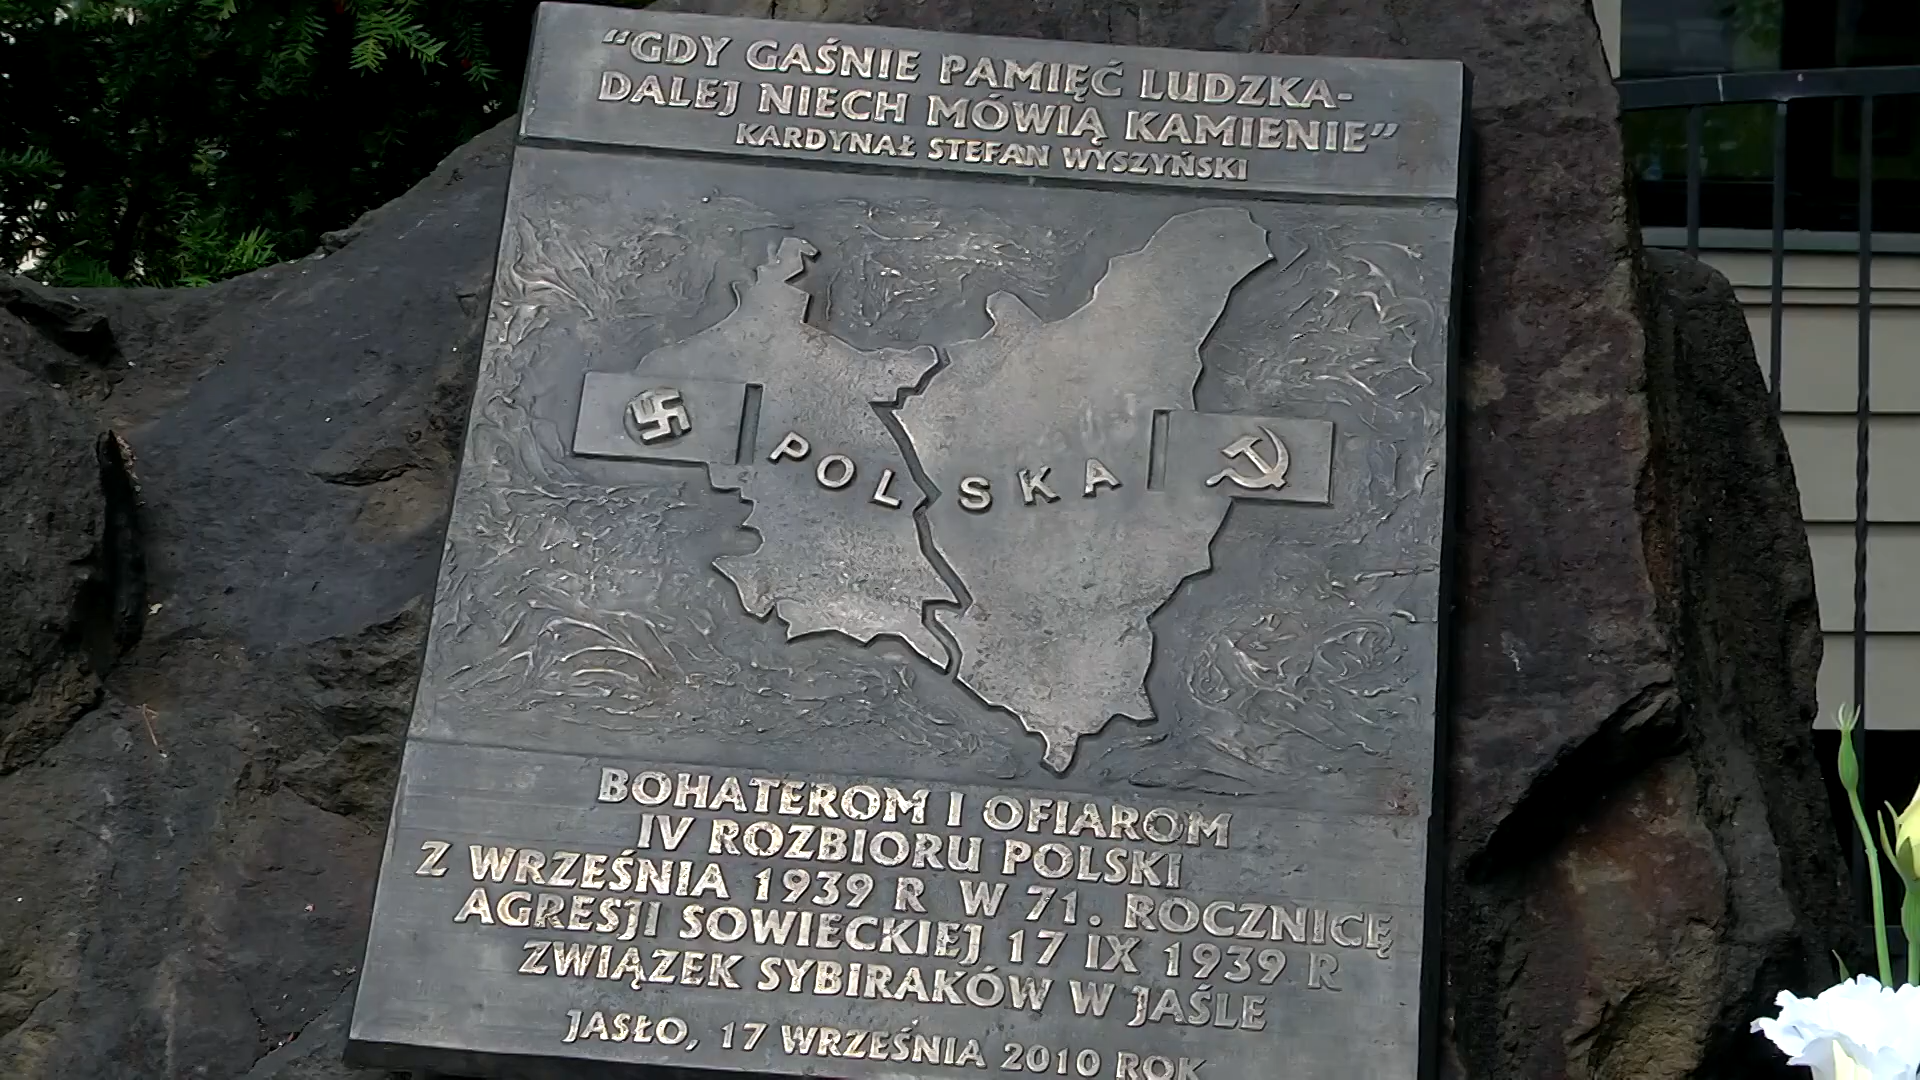 “GDY GAŚNIE PAMIĘĆ LUDZKA-
DALEJ NIECH MÓWIĄ KAMIENIE”
KARDYNAŁ STEFAN WYSZYŃSKI
POLSKA
BOHATEROM I OFIAROM
IV ROZBIORU POLSKI
Z WRZEŚNIA 1939 R W 71. ROCZNICĘ
AGRESJI SOWIECKIEJ 17 IX 1939 R
ZWIĄZEK SYBIRAKÓW W JAŚLE
JASŁO, 17 WRZEŚNIA 2010 ROK